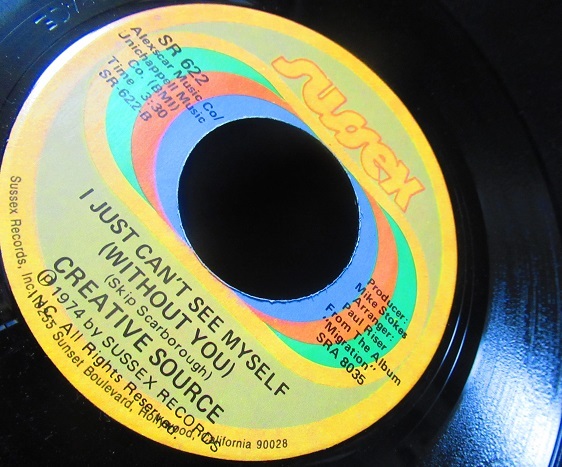 sussex
SR 622
Alexscar Music Co/
Unichappell Music
Co. (BMI)
Time 3:30
SR-622-B
Producer:
Mike Stokes
Arranger:
Paul Riser
From The Album
"Migration"
SRA 8035
I JUST CAN'T SEE MYSELF
(WITHOUT YOU)
(Skip Scarborough)
CREATIVE SOURCE
℗ 1974 by SUSSEX RECORDS
INC. All Rights Reserved.
Sussex Records, Inc. Sunset Boulevard, Hollywood, California 90028